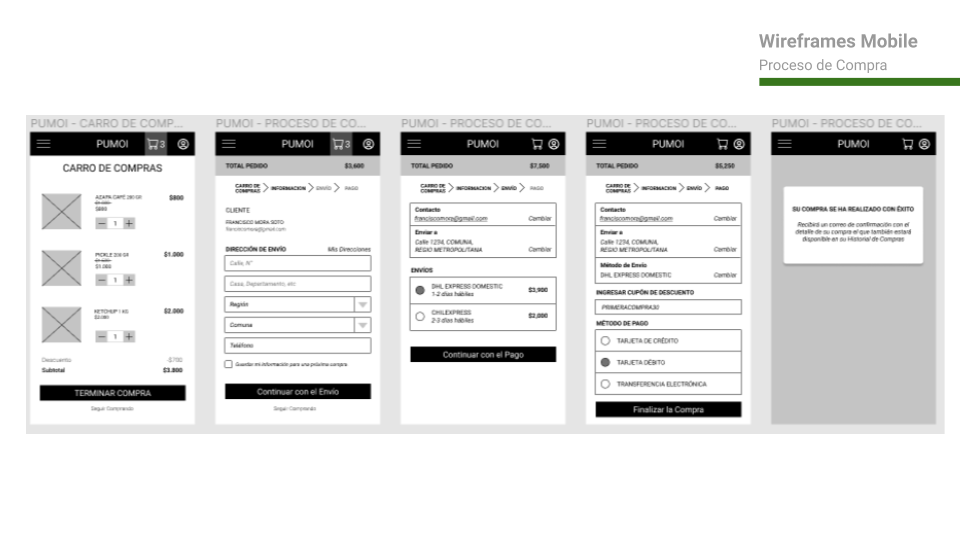 Wireframes Mobile
Proceso de Compra
PUMOI - CARRO DE COMP...
PUMOI
3
CARRO DE COMPRAS
AZAPA CAFÉ 250 GR
$800
$800
1
PICKLE 200 GR
$1.000
$1.000
1
KETCHUP 1 KG
$2.000
1
Descuento
-$700
Subtotal
$3.800
TERMINAR COMPRA
Seguir Comprando
PUMOI - PROCESO DE CO...
PUMOI
3
TOTAL PEDIDO
$3,600
CARRO DE COMPRAS
INFORMACION
ENVÍO
PAGO
CLIENTE
FRANCISCO MORA SOTO
franciscomora@gmail.com
DIRECCIÓN DE ENVÍO
Mis Direcciones
Calle, N°
Casa, Departamento, etc
Región
Comuna
Teléfono
Guardar mi información para una próxima compra
Continuar con el Envío
Seguir Comprando
PUMOI - PROCESO DE CO...
PUMOI
TOTAL PEDIDO
$7,500
CARRO DE COMPRAS
INFORMACION
ENVÍO
PAGO
Contacto
franciscomora@gmail.com
Cambiar
Enviar a
Calle 1234, COMUNA,
REGIO METROPOLITANA
ENVÍOS
DHL EXPRESS DOMESTIC
1-2 días hábiles
$3,900
CHILEXPRESS
2-3 días hábiles
$2,000
Continuar con el Pago
PUMOI - PROCESO DE CO...
PUMOI
TOTAL PEDIDO
$5,250
CARRO DE COMPRAS
INFORMACION
ENVÍO
PAGO
Contacto
franciscomora@gmail.com
Cambiar
Enviar a
Calle 1234, COMUNA,
REGIO METROPOLITANA
Cambiar
Método de Envío
DHL EXPRESS DOMESTIC
Cambiar
INGRESAR CUPÓN DE DESCUENTO
PRIMERACOMPRA30
MÉTODO DE PAGO
TARJETA DE CRÉDITO
TARJETA DÉBITO
TRANSFERENCIA ELECTRÓNICA
Finalizar la Compra
PUMOI - PROCESO DE CO...
PUMOI
SU COMPRA SE HA REALIZADO CON ÉXITO
Recibirá un correo de confirmación con el
detalle de su compra el que también estará
disponible en su Historial de Compras